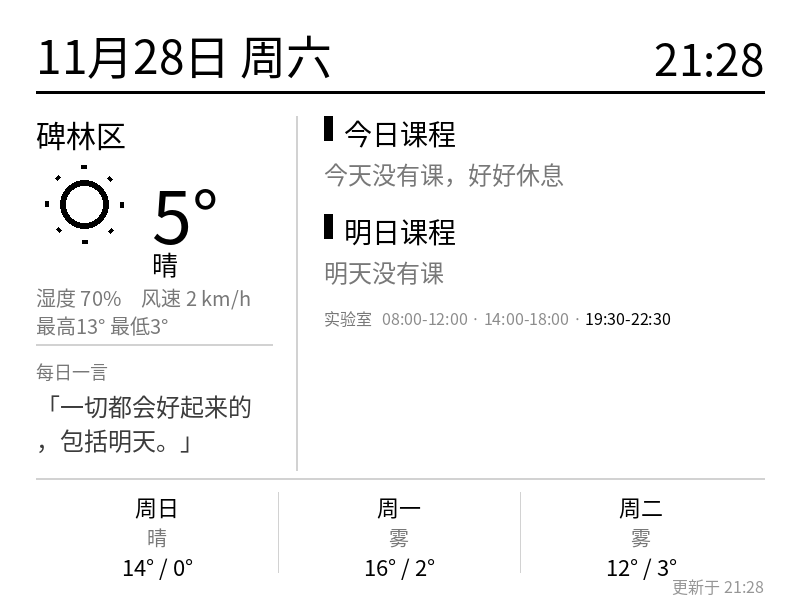 11月28日 周六
21:28
碑林区
5°
晴
湿度 70% 风速 2 km/h
最高13° 最低3°
每日一言
「一切都会好起来的
，包括明天。」
今日课程
今天没有课，好好休息
明日课程
明天没有课
实验室 08:00-12:00 · 14:00-18:00 · 19:30-22:30
周日
晴
14° / 0°
周一
雾
16° / 2°
周二
雾
12° / 3°
更新于 21:28